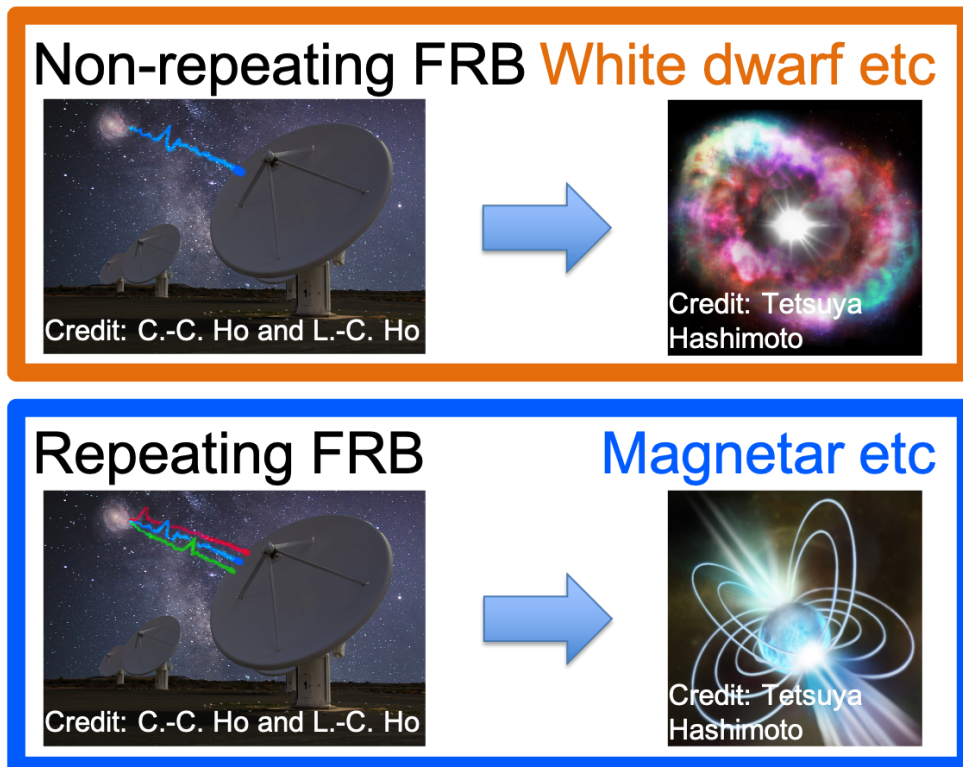 Non-repeating FRB White dwarf etc
Credit: C.-C. Ho and L.-C. Ho
Credit: Tetsuya
Hashimoto
Repeating FRB
Magnetar etc
Credit: C.-C. Ho and L.-C. Ho
Credit: Tetsuya
Hashimoto